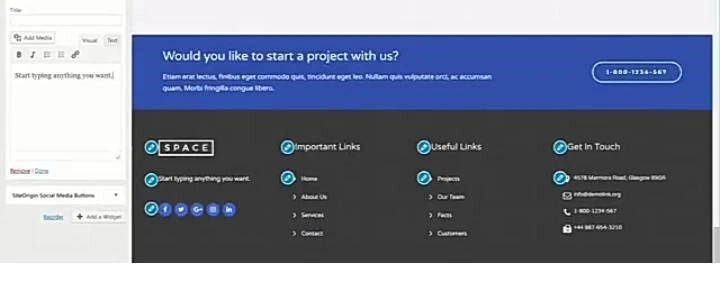 Title:
Add Media
Visual
Text
B I
Start typing anything you want.
Remove | Done
SiteOrigin Social Media Buttons
Reorder
+ Add a Widget
Would you like to start a project with us?
Etiam erat lectus, finibus eget commodo quis, tincidunt eget leo. Nullam quis vulputate orci, ac accumsan
quam. Morbi fringilla congue libero.
1-800-1234-567
SPACE
Start typing anything you want.
Important Links
Home
About Us
Services
Contact
Useful Links
Projects
Our Team
Facts
Customers
Get In Touch
4578 Marmora Road, Glasgow 89GR
info@demolink.org
1-800-1234-567
+44 987-654-3210